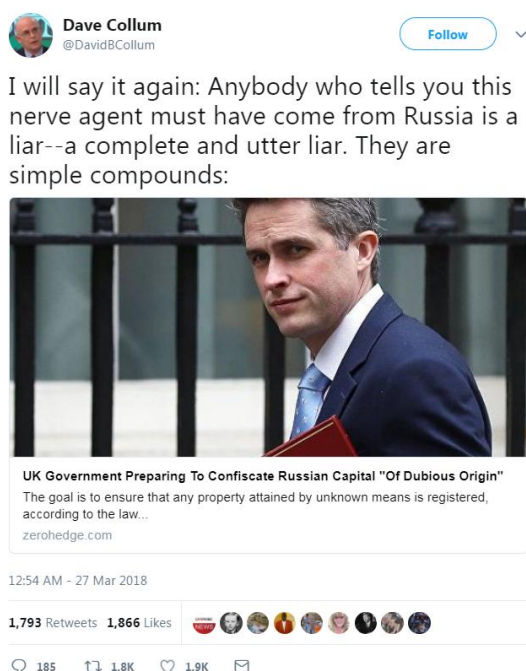 Dave Collum
@DavidBCollum
Follow
I will say it again: Anybody who tells you this
nerve agent must have come from Russia is a
liar--a complete and utter liar. They are
simple compounds:
UK Government Preparing To Confiscate Russian Capital "Of Dubious Origin"
The goal is to ensure that any property attained by unknown means is registered,
according to the law...
zerohedge.com
12:54 AM - 27 Mar 2018
1,793 Retweets 1,866 Likes
NEWS
185 1.8K 1.9K